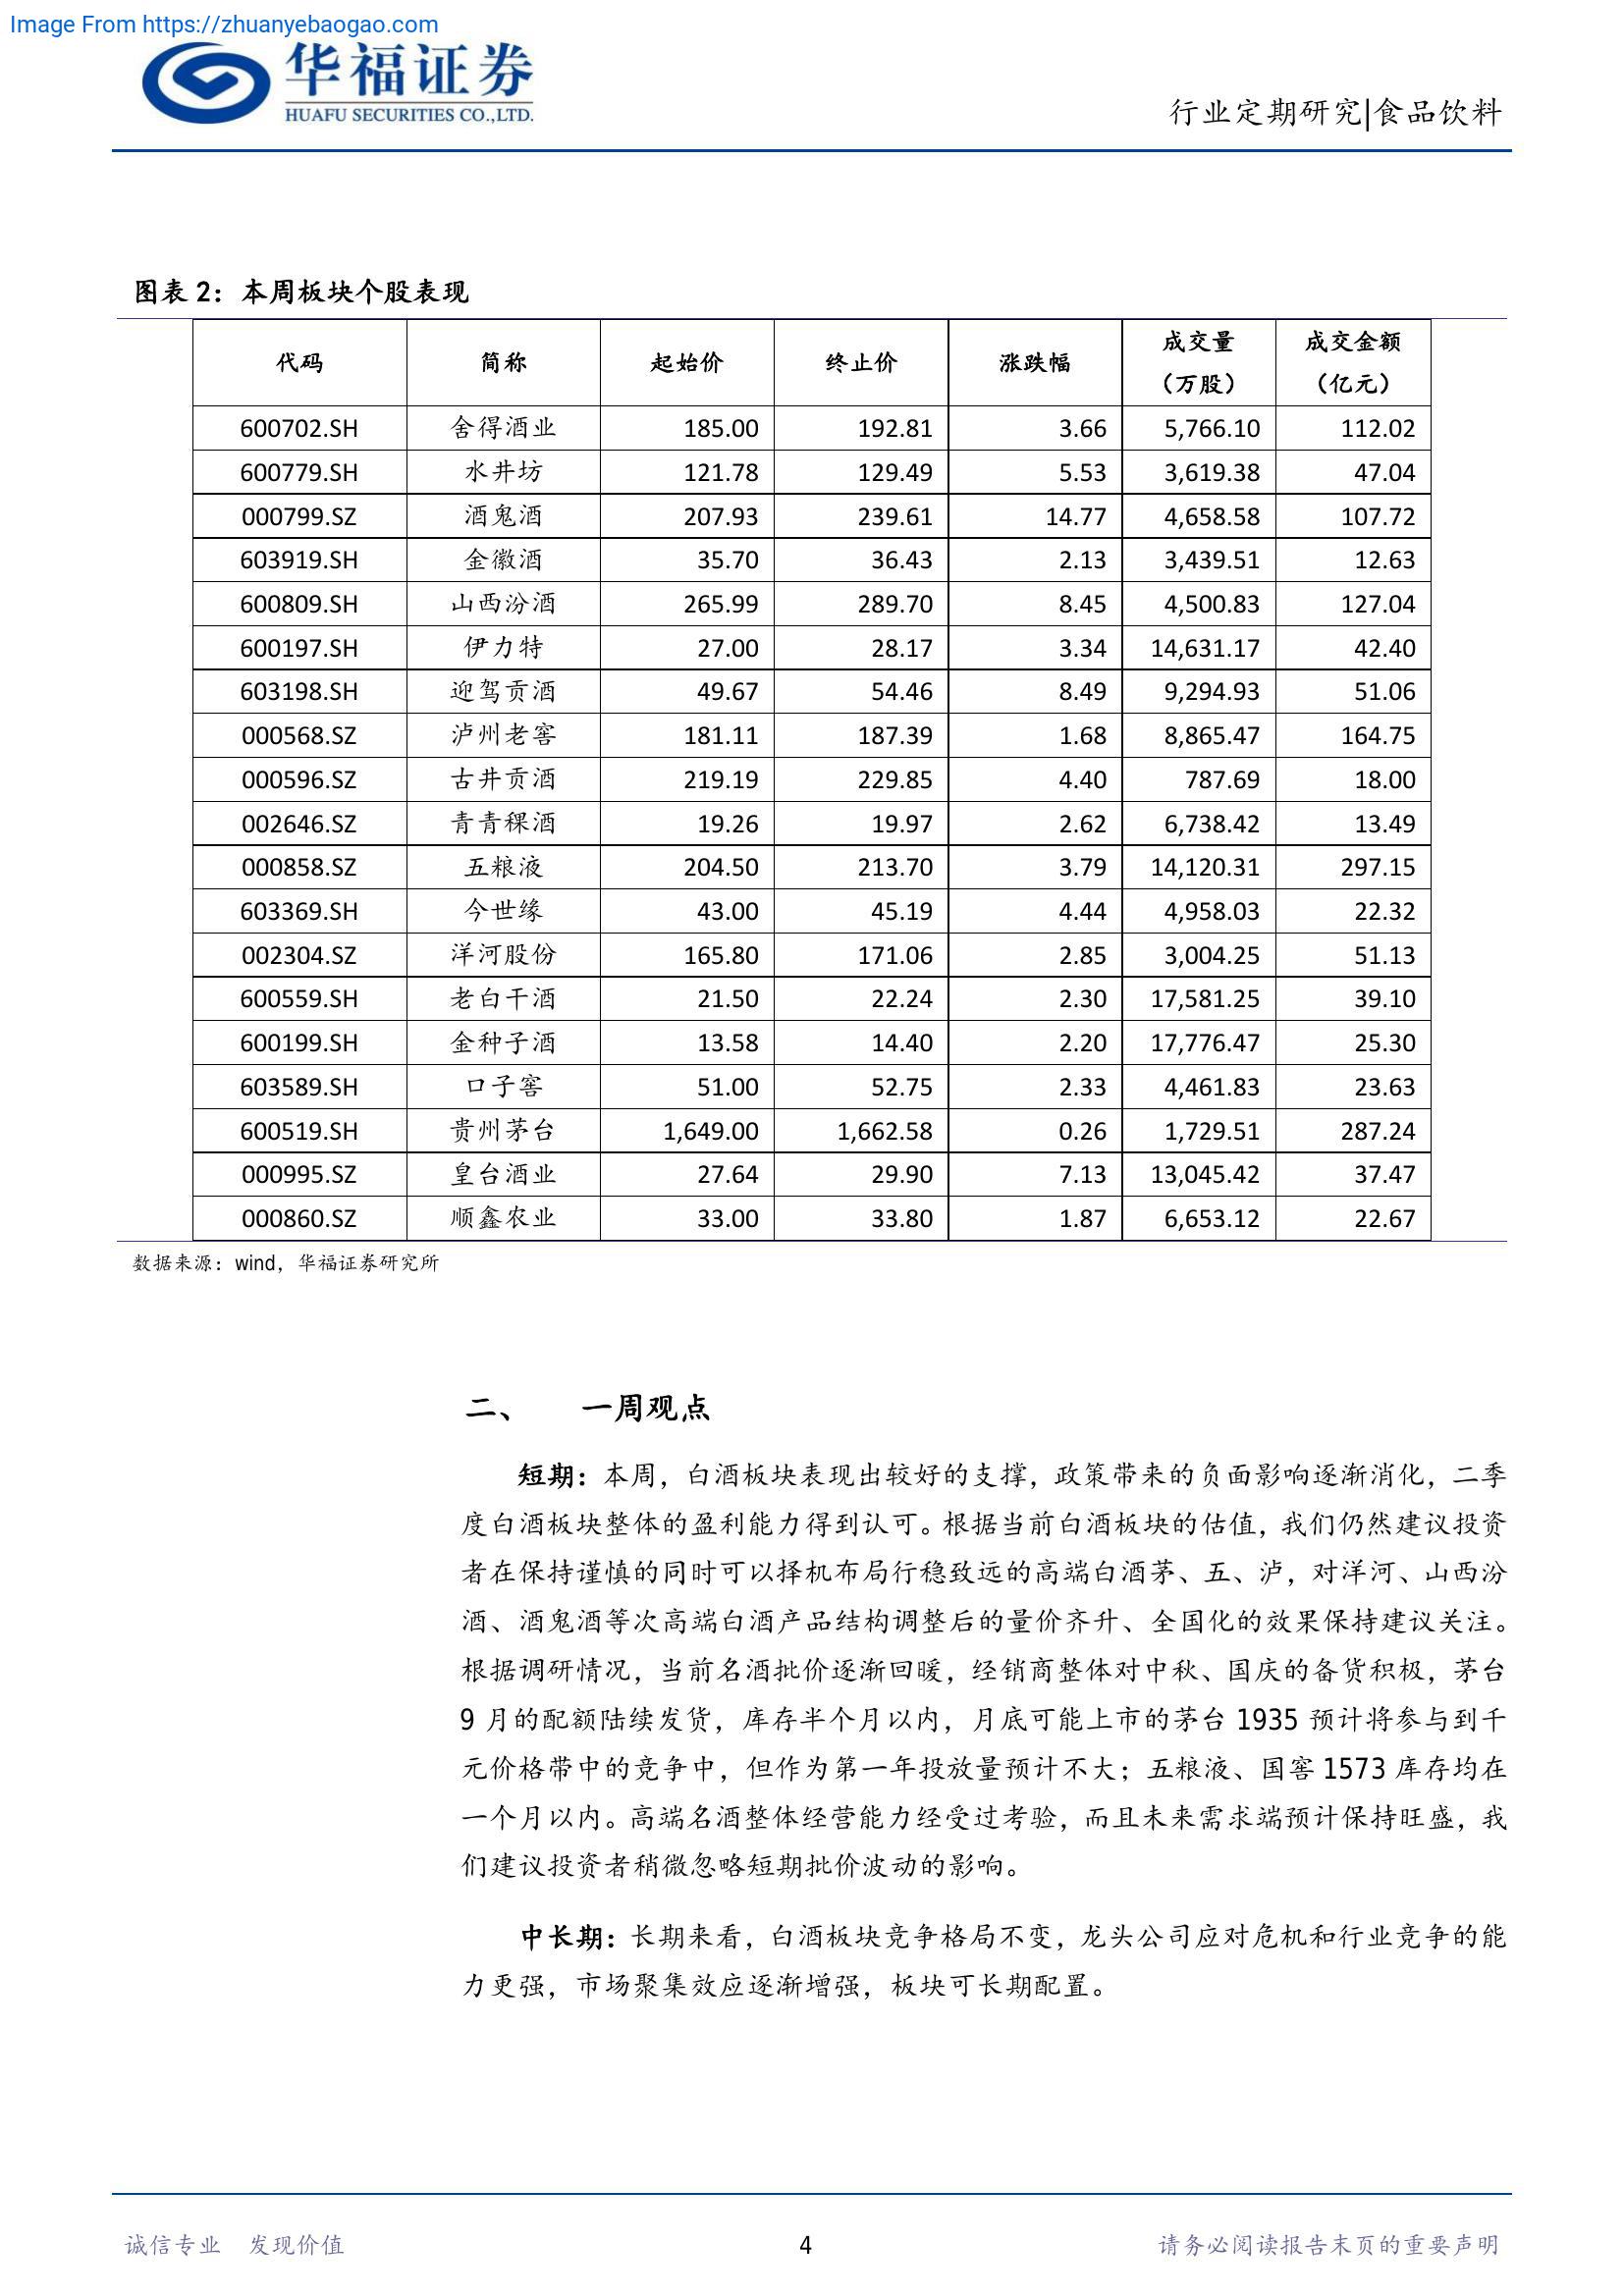 Image From https://zhuanyebaogao.com
华福证券
HUAFU SECURITIES CO.,LTD.
行业定期研究|食品饮料
图表 2：本周板块个股表现
代码 简称 起始价 终止价 涨跌幅 成交量（万股） 成交金额（亿元）
600702.SH 舍得酒业 185.00 192.81 3.66 5,766.10 112.02
600779.SH 水井坊 121.78 129.49 5.53 3,619.38 47.04
000799.SZ 酒鬼酒 207.93 239.61 14.77 4,658.58 107.72
603919.SH 金徽酒 35.70 36.43 2.13 3,439.51 12.63
600809.SH 山西汾酒 265.99 289.70 8.45 4,500.83 127.04
600197.SH 伊力特 27.00 28.17 3.34 14,631.17 42.40
603198.SH 迎驾贡酒 49.67 54.46 8.49 9,294.93 51.06
000568.SZ 泸州老窖 181.11 187.39 1.68 8,865.47 164.75
000596.SZ 古井贡酒 219.19 229.85 4.40 787.69 18.00
002646.SZ 青青稞酒 19.26 19.97 2.62 6,738.42 13.49
000858.SZ 五粮液 204.50 213.70 3.79 14,120.31 297.15
603369.SH 今世缘 43.00 45.19 4.44 4,958.03 22.32
002304.SZ 洋河股份 165.80 171.06 2.85 3,004.25 51.13
600559.SH 老白干酒 21.50 22.24 2.30 17,581.25 39.10
600199.SH 金种子酒 13.58 14.40 2.20 17,776.47 25.30
603589.SH 口子窖 51.00 52.75 2.33 4,461.83 23.63
600519.SH 贵州茅台 1,649.00 1,662.58 0.26 1,729.51 287.24
000995.SZ 皇台酒业 27.64 29.90 7.13 13,045.42 37.47
000860.SZ 顺鑫农业 33.00 33.80 1.87 6,653.12 22.67
数据来源：wind，华福证券研究所
二、 一周观点
短期：本周，白酒板块表现出较好的支撑，政策带来的负面影响逐渐消化，二季
度白酒板块整体的盈利能力得到认可。根据当前白酒板块的估值，我们仍然建议投资
者在保持谨慎的同时可以择机布局行稳致远的高端白酒茅、五、泸，对洋河、山西汾
酒、酒鬼酒等次高端白酒产品结构调整后的量价齐升、全国化的效果保持建议关注。
根据调研情况，当前名酒批价逐渐回暖，经销商整体对中秋、国庆的备货积极，茅台
9 月的配额陆续发货，库存半个月以内，月底可能上市的茅台 1935 预计将参与到千
元价格带中的竞争中，但作为第一年投放量预计不大；五粮液、国窖 1573 库存均在
一个月以内。高端名酒整体经营能力经受过考验，而且未来需求端预计保持旺盛，我
们建议投资者稍微忽略短期批价波动的影响。
中长期：长期来看，白酒板块竞争格局不变，龙头公司应对危机和行业竞争的能
力更强，市场聚集效应逐渐增强，板块可长期配置。
诚信专业 发现价值 4 请务必阅读报告末页的重要声明